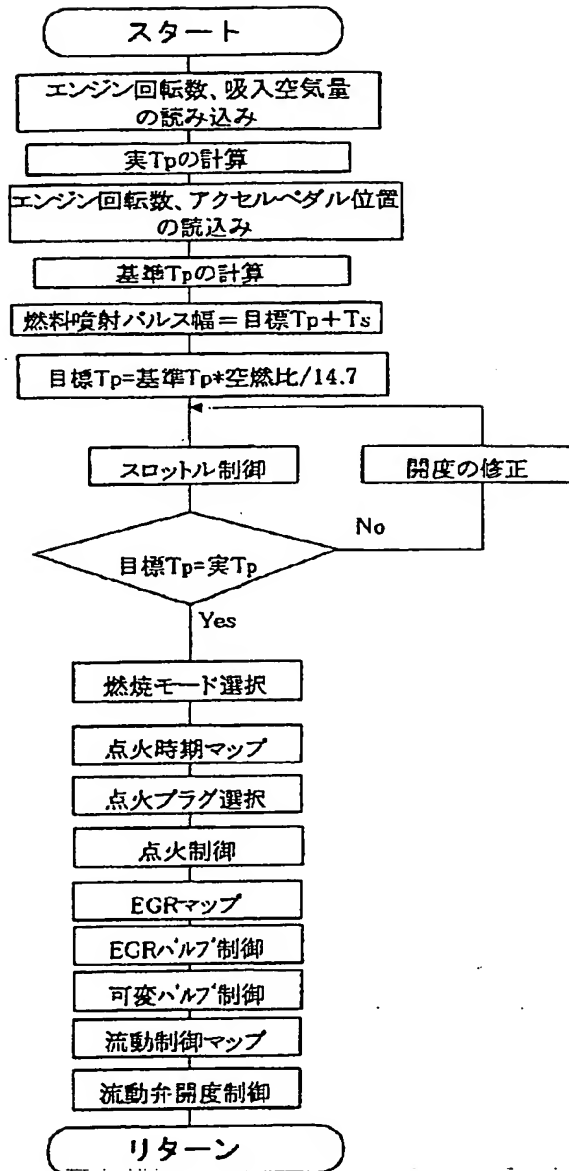 スタート
エンジン回転数、吸入空気量
の読み込み
実Tpの計算
エンジン回転数、アクセルペダル位置
の読込み
基準Tpの計算
燃料噴射パルス幅=目標Tp+Ts
目標Tp=基準Tp*空燃比/14.7
スロットル制御
開度の修正
No
目標Tp=実Tp
Yes
燃焼モード選択
点火時期マップ
点火プラグ選択
点火制御
EGRマップ
EGRバルブ制御
可変バルブ制御
流動制御マップ
流動弁開度制御
リターン